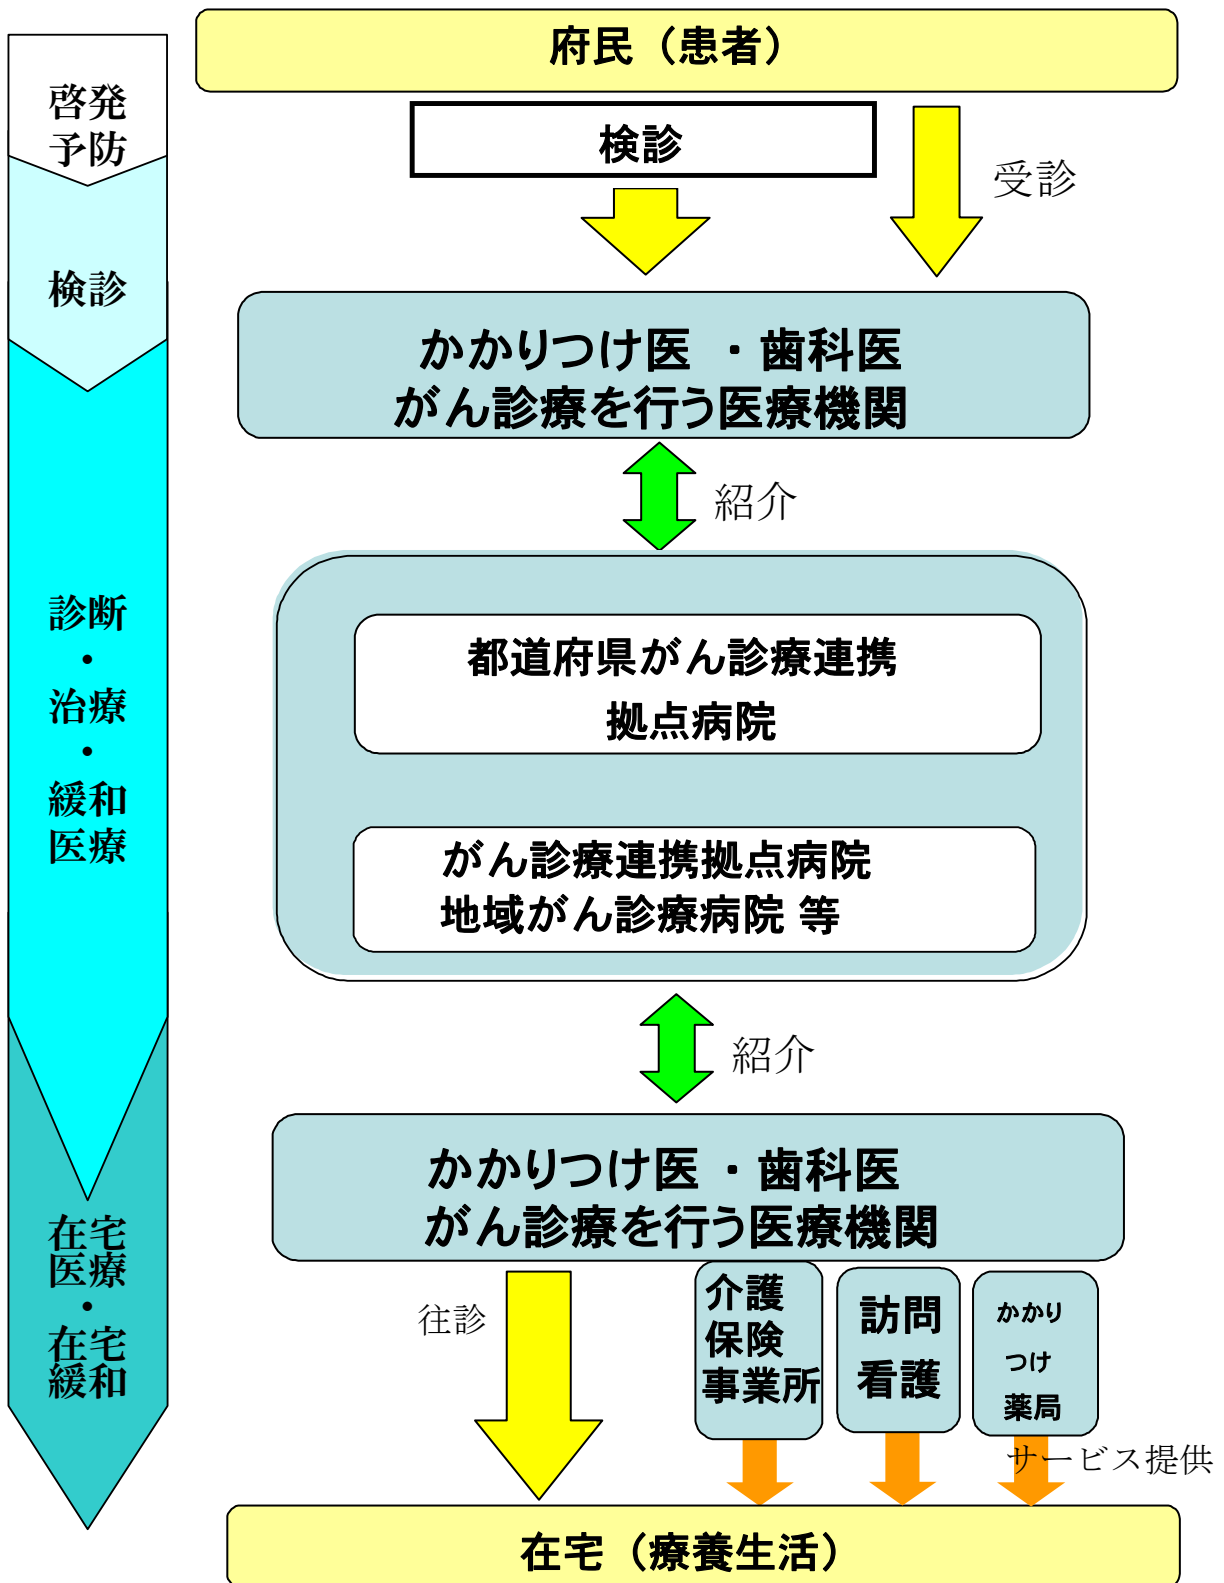 府民（患者）
啓発
予防
検診
受診
検診
かかりつけ医 ・歯科医
がん診療を行う医療機関
紹介
診断
・
治療
・
緩和
医療
都道府県がん診療連携
拠点病院
がん診療連携拠点病院
地域がん診療病院 等
紹介
かかりつけ医 ・歯科医
がん診療を行う医療機関
在宅
医療
・
在宅
緩和
往診
介護
保険
事業所
訪問
看護
かかり
つけ
薬局
サービス提供
在宅（療養生活）